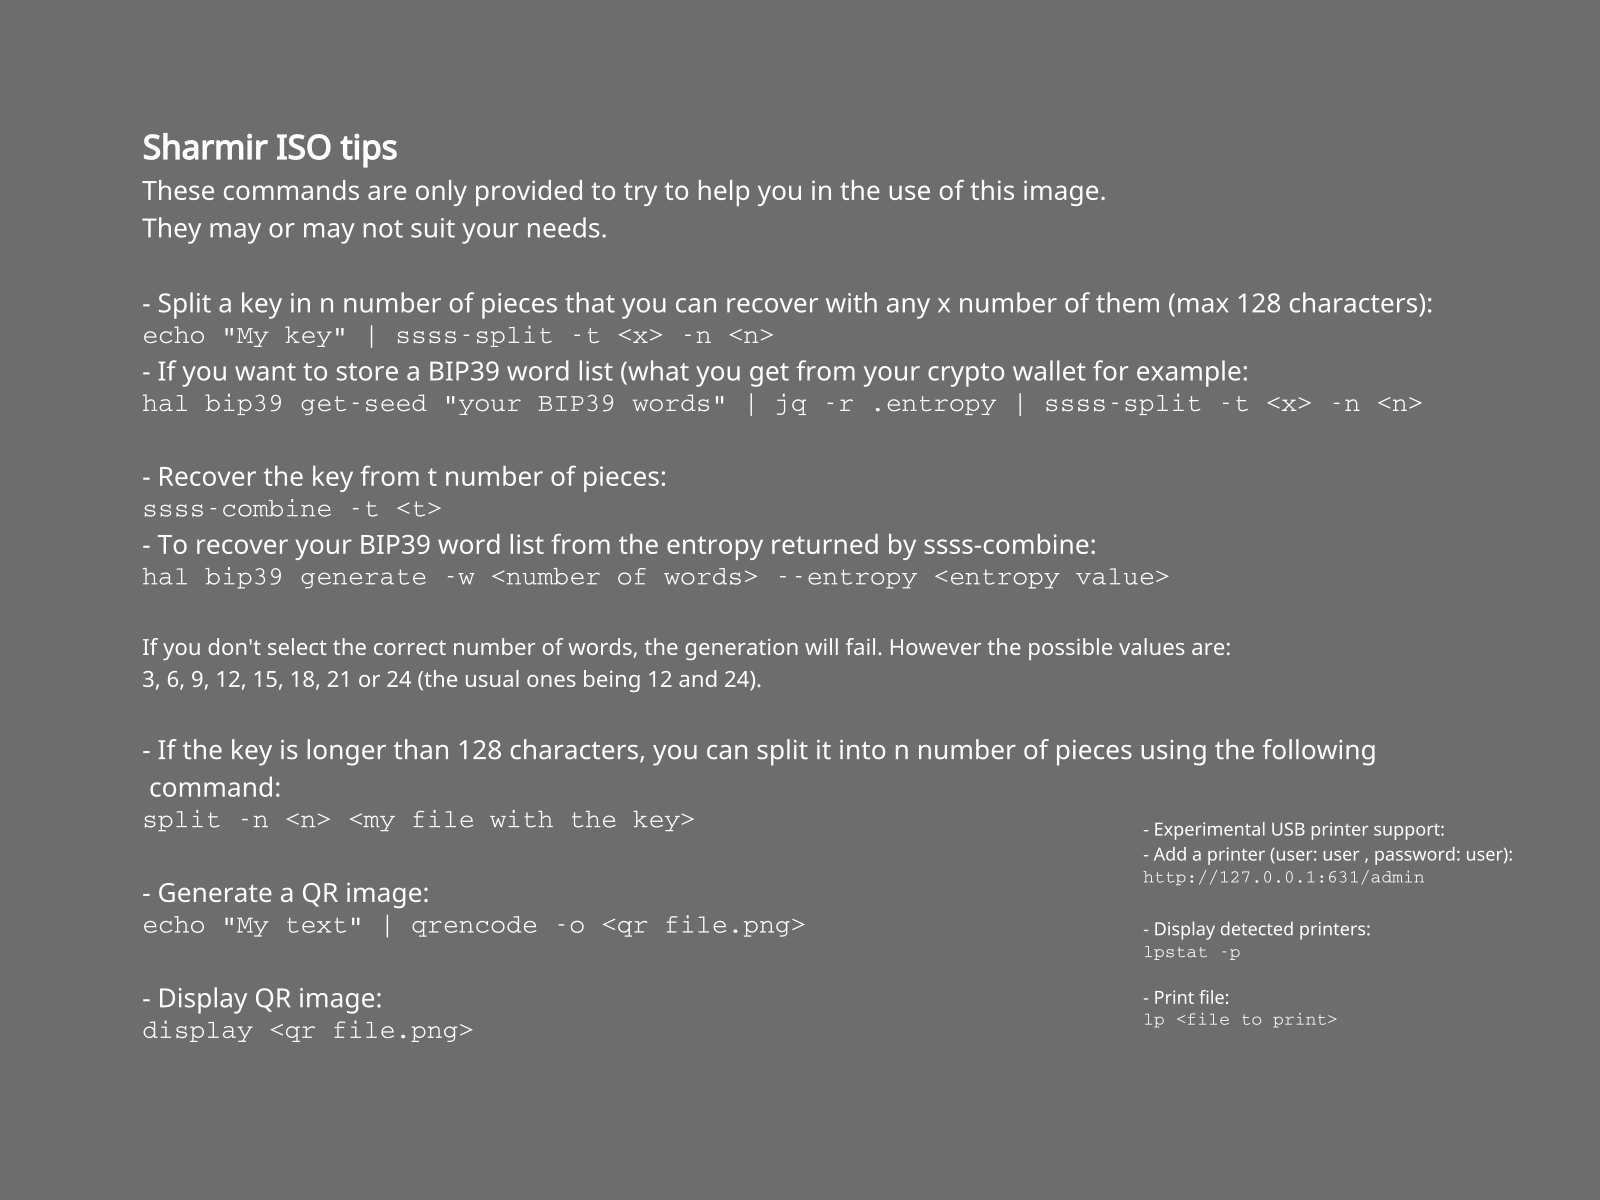 Sharmir ISO tips
These commands are only provided to try to help you in the use of this image.
They may or may not suit your needs.
- Split a key in n number of pieces that you can recover with any x number of them (max 128 characters):
echo "My key" | ssss-split -t <x> -n <n>
- If you want to store a BIP39 word list (what you get from your crypto wallet for example:
hal bip39 get-seed "your BIP39 words" | jq -r .entropy | ssss-split -t <x> -n <n>
- Recover the key from t number of pieces:
ssss-combine -t <t>
- To recover your BIP39 word list from the entropy returned by ssss-combine:
hal bip39 generate -w <number of words> --entropy <entropy value>
If you don't select the correct number of words, the generation will fail. However the possible values are:
3, 6, 9, 12, 15, 18, 21 or 24 (the usual ones being 12 and 24).
- If the key is longer than 128 characters, you can split it into n number of pieces using the following
command:
split -n <n> <my file with the key>
- Generate a QR image:
echo "My text" | qrencode -o <qr file.png>
- Display QR image:
display <qr file.png>
- Experimental USB printer support:
- Add a printer (user: user , password: user):
http://127.0.0.1:631/admin
- Display detected printers:
lpstat -p
- Print file:
lp <file to print>